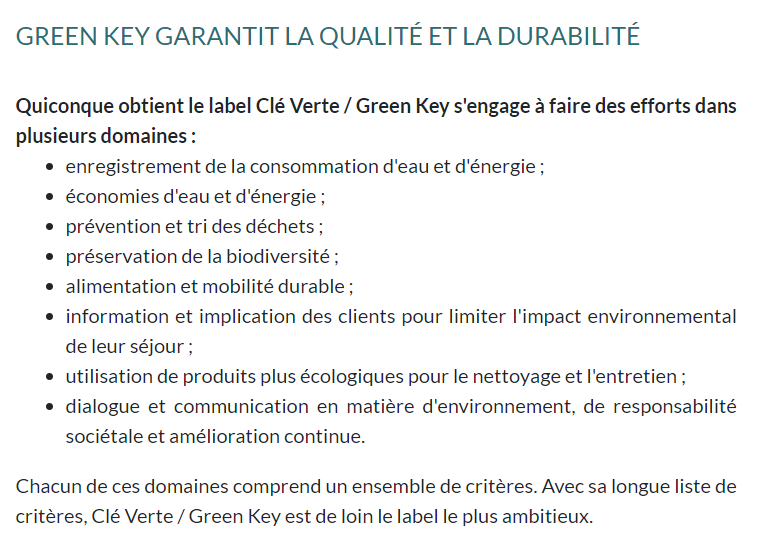 GREEN KEY GARANTIT LA QUALITÉ ET LA DURABILITÉ
Quiconque obtient le label Clé Verte / Green Key s'engage à faire des efforts dans
plusieurs domaines :
• enregistrement de la consommation d'eau et d'énergie ;
• économies d'eau et d'énergie ;
• prévention et tri des déchets ;
• préservation de la biodiversité ;
• alimentation et mobilité durable ;
• information et implication des clients pour limiter l'impact environnemental
de leur séjour ;
• utilisation de produits plus écologiques pour le nettoyage et l'entretien ;
• dialogue et communication en matière d'environnement, de responsabilité
sociétale et amélioration continue.
Chacun de ces domaines comprend un ensemble de critères. Avec sa longue liste de
critères, Clé Verte / Green Key est de loin le label le plus ambitieux.